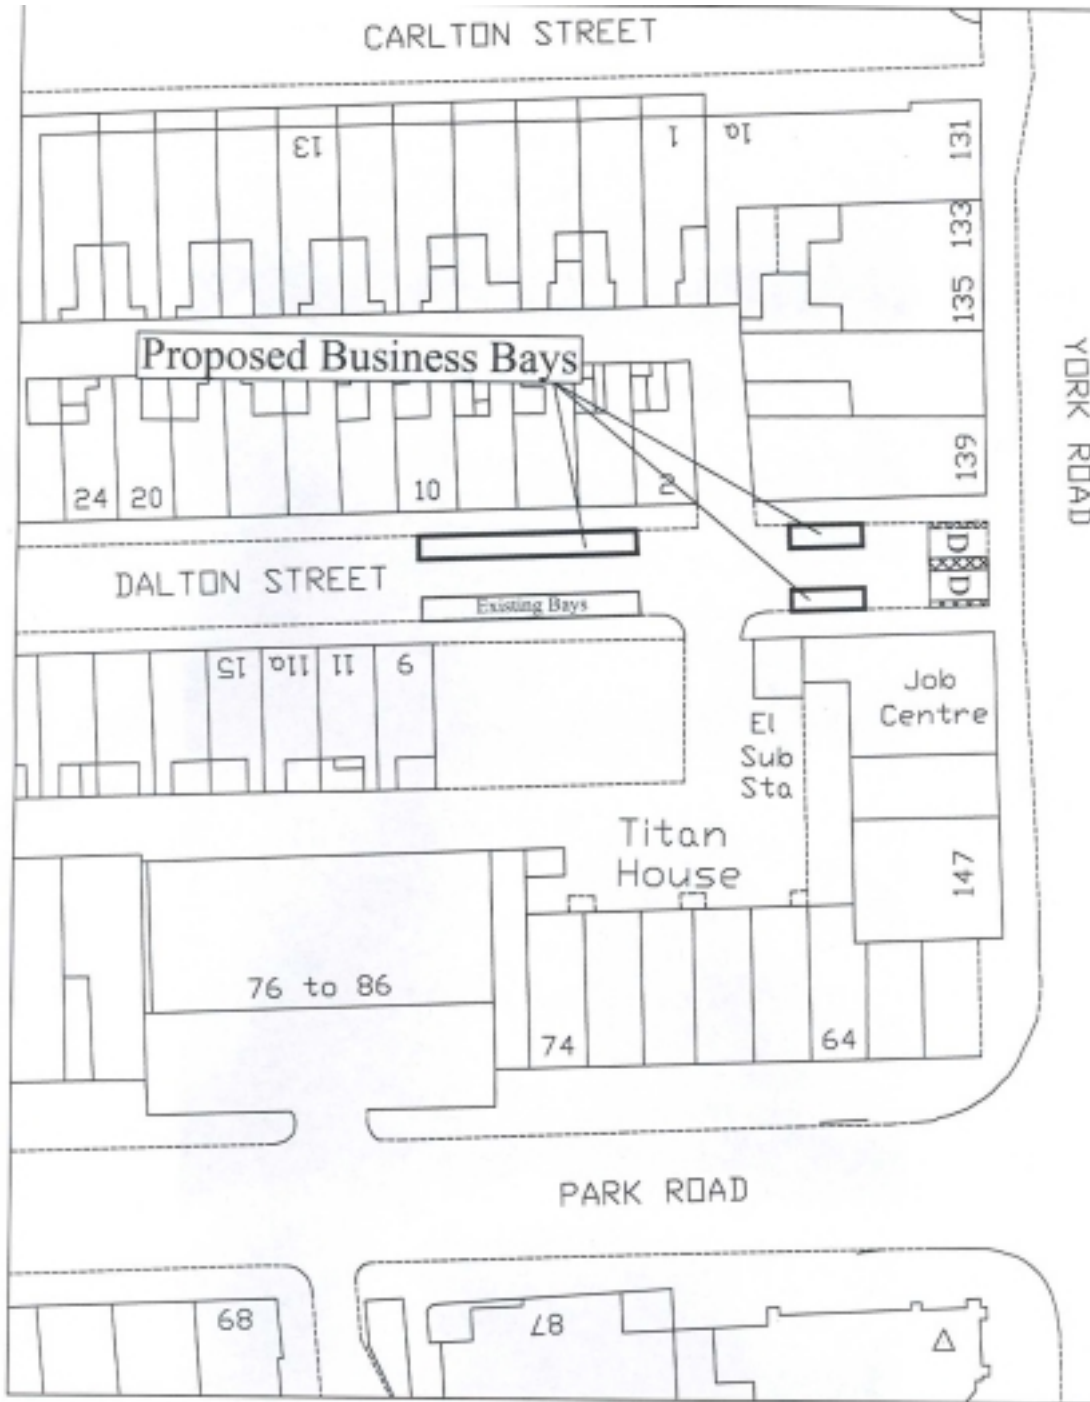 CARLTON STREET
13
1
1a
131
133
135
Proposed Business Bays
YORK ROAD
139
24
20
10
2
DALTON STREET
Existing Bays
D
D
15
11a
11
9
Job
Centre
El
Sub
Sta
Titan
House
147
76 to 86
74
64
PARK ROAD
89
87